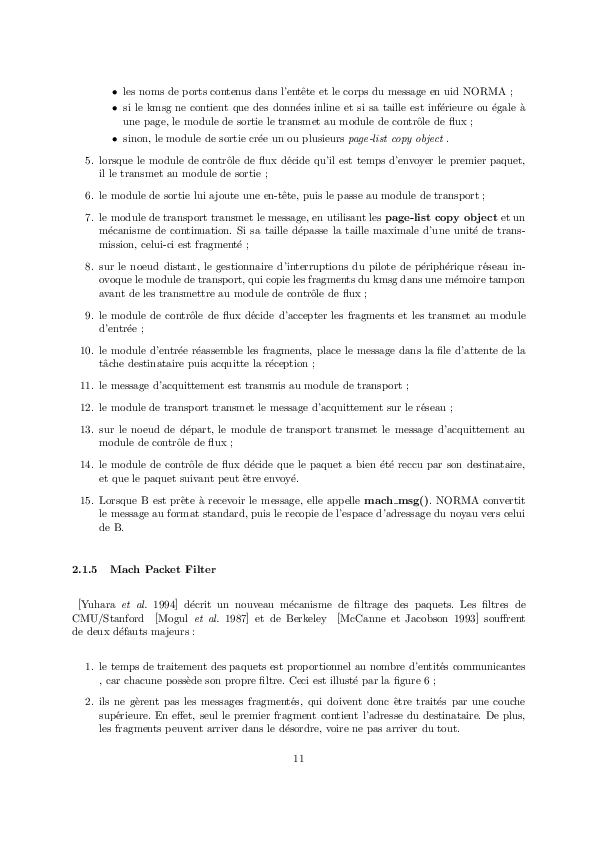 • les noms de ports contenus dans l'entête et le corps du message en uid NORMA ;
• si le kmsg ne contient que des données inline et si sa taille est inférieure ou égale à
une page, le module de sortie le transmet au module de contrôle de flux ;
• sinon, le module de sortie crée un ou plusieurs page-list copy object .
5. lorsque le module de contrôle de flux décide qu'il est temps d'envoyer le premier paquet,
il le transmet au module de sortie ;
6. le module de sortie lui ajoute une en-tête, puis le passe au module de transport ;
7. le module de transport transmet le message, en utilisant les page-list copy object et un
mécanisme de continuation. Si sa taille dépasse la taille maximale d'une unité de trans-
mission, celui-ci est fragmenté ;
8. sur le noeud distant, le gestionnaire d'interruptions du pilote de périphérique réseau in-
ovoque le module de transport, qui copie les fragments du kmsg dans une mémoire tampon
avant de les transmettre au module de contrôle de flux ;
9. le module de contrôle de flux décide d'accepter les fragments et les transmet au module
d'entrée ;
10. le module d'entrée réassemble les fragments, place le message dans la file d'attente de la
tâche destinataire puis acquitte la réception ;
11. le message d'acquittement est transmis au module de transport ;
12. le module de transport transmet le message d'acquittement sur le réseau ;
13. sur le noeud de départ, le module de transport transmet le message d'acquittement au
module de contrôle de flux ;
14. le module de contrôle de flux décide que le paquet a bien été reccu par son destinataire,
et que le paquet suivant peut être envoyé.
15. Lorsque B est prête à recevoir le message, elle appelle mach_msg(). NORMA convertit
le message au format standard, puis le recopie de l'espace d'adressage du noyau vers celui
de B.
2.1.5 Mach Packet Filter
[Yuhara et al. 1994] décrit un nouveau mécanisme de filtrage des paquets. Les filtres de
CMU/Stanford [Mogul et al. 1987] et de Berkeley [McCanne et Jacobson 1993] souffrent
de deux défauts majeurs :
1. le temps de traitement des paquets est proportionnel au nombre d'entités communicantes
, car chacune possède son propre filtre. Ceci est illusté par la figure 6 ;
2. ils ne gèrent pas les messages fragmentés, qui doivent donc ètre traités par une couche
supérieure. En effet, seul le premier fragment contient l'adresse du destinataire. De plus,
les fragments peuvent arriver dans le désordre, voire ne pas arriver du tout.
11